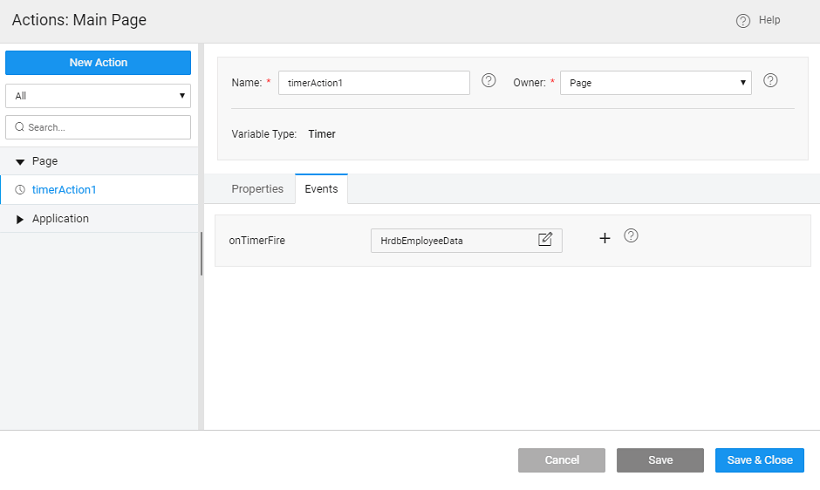 Actions: Main Page
Help
New Action
All
Search...
Page
timerAction1
Application
Name: *
timerAction1
Owner: *
Page
Variable Type: Timer
Properties
Events
onTimerFire
HrdbEmployeeData
Cancel
Save
Save & Close